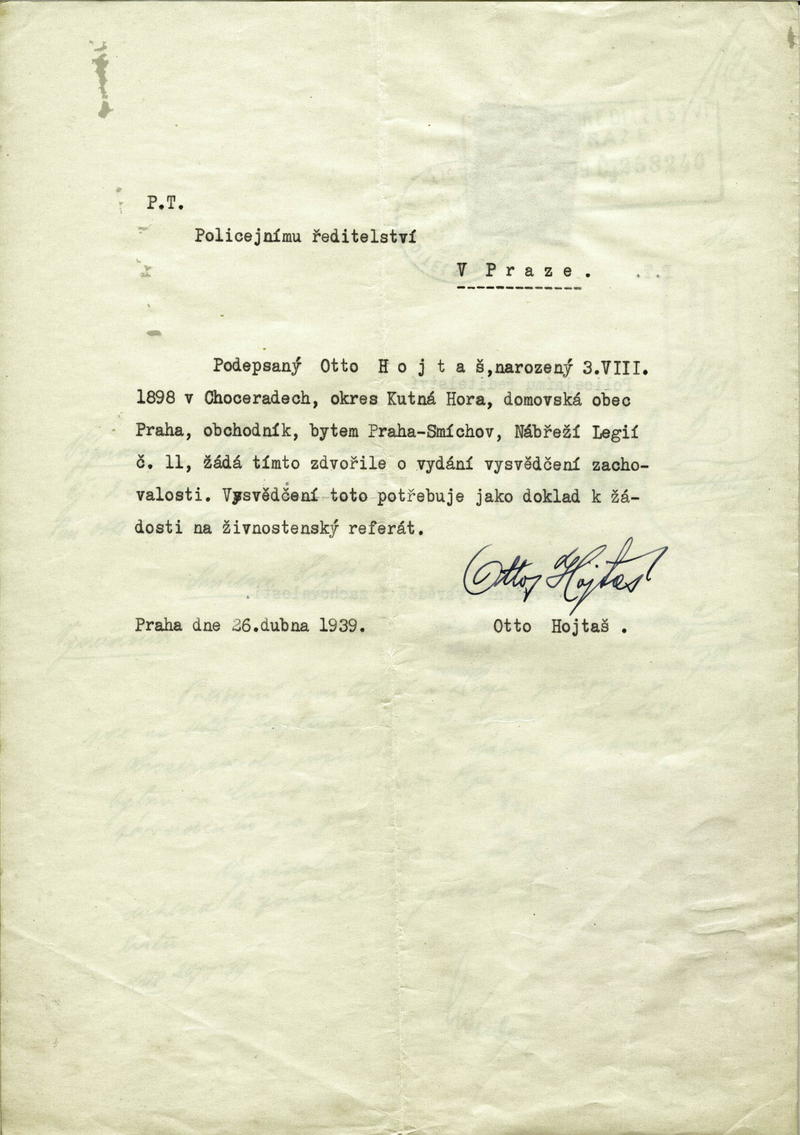 P.T.
Policejnímu ředitelství
V P r a z e .
Podepsaný Otto H o j t a š,narozený 3.VIII.
1898 v Choceradech, okres Kutná Hora, domovská obec
Praha, obchodník, bytem Praha-Smíchov, Nábřeží Legií
č. 11, žádá tímto zdvořile o vydání vysvědčení zacho-
valosti. Vysvědčení toto potřebuje jako doklad k žá-
dosti na živnostenský referát.
Otto Hojtaš
Praha dne 26.dubna 1939.
Otto Hojtaš .